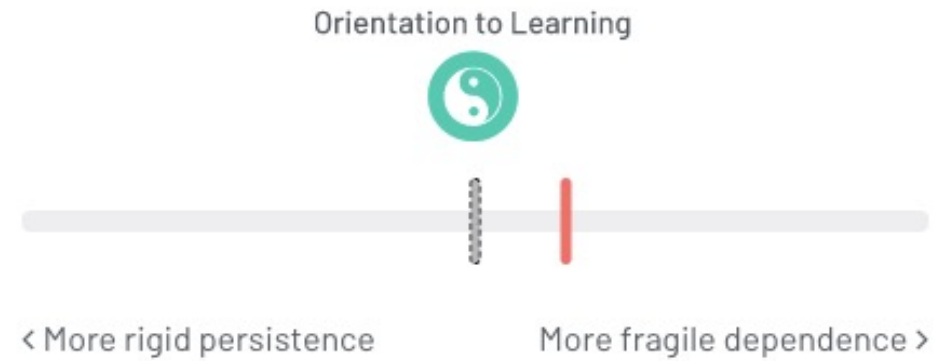 Orientation to Learning
< More rigid persistence
More fragile dependence >